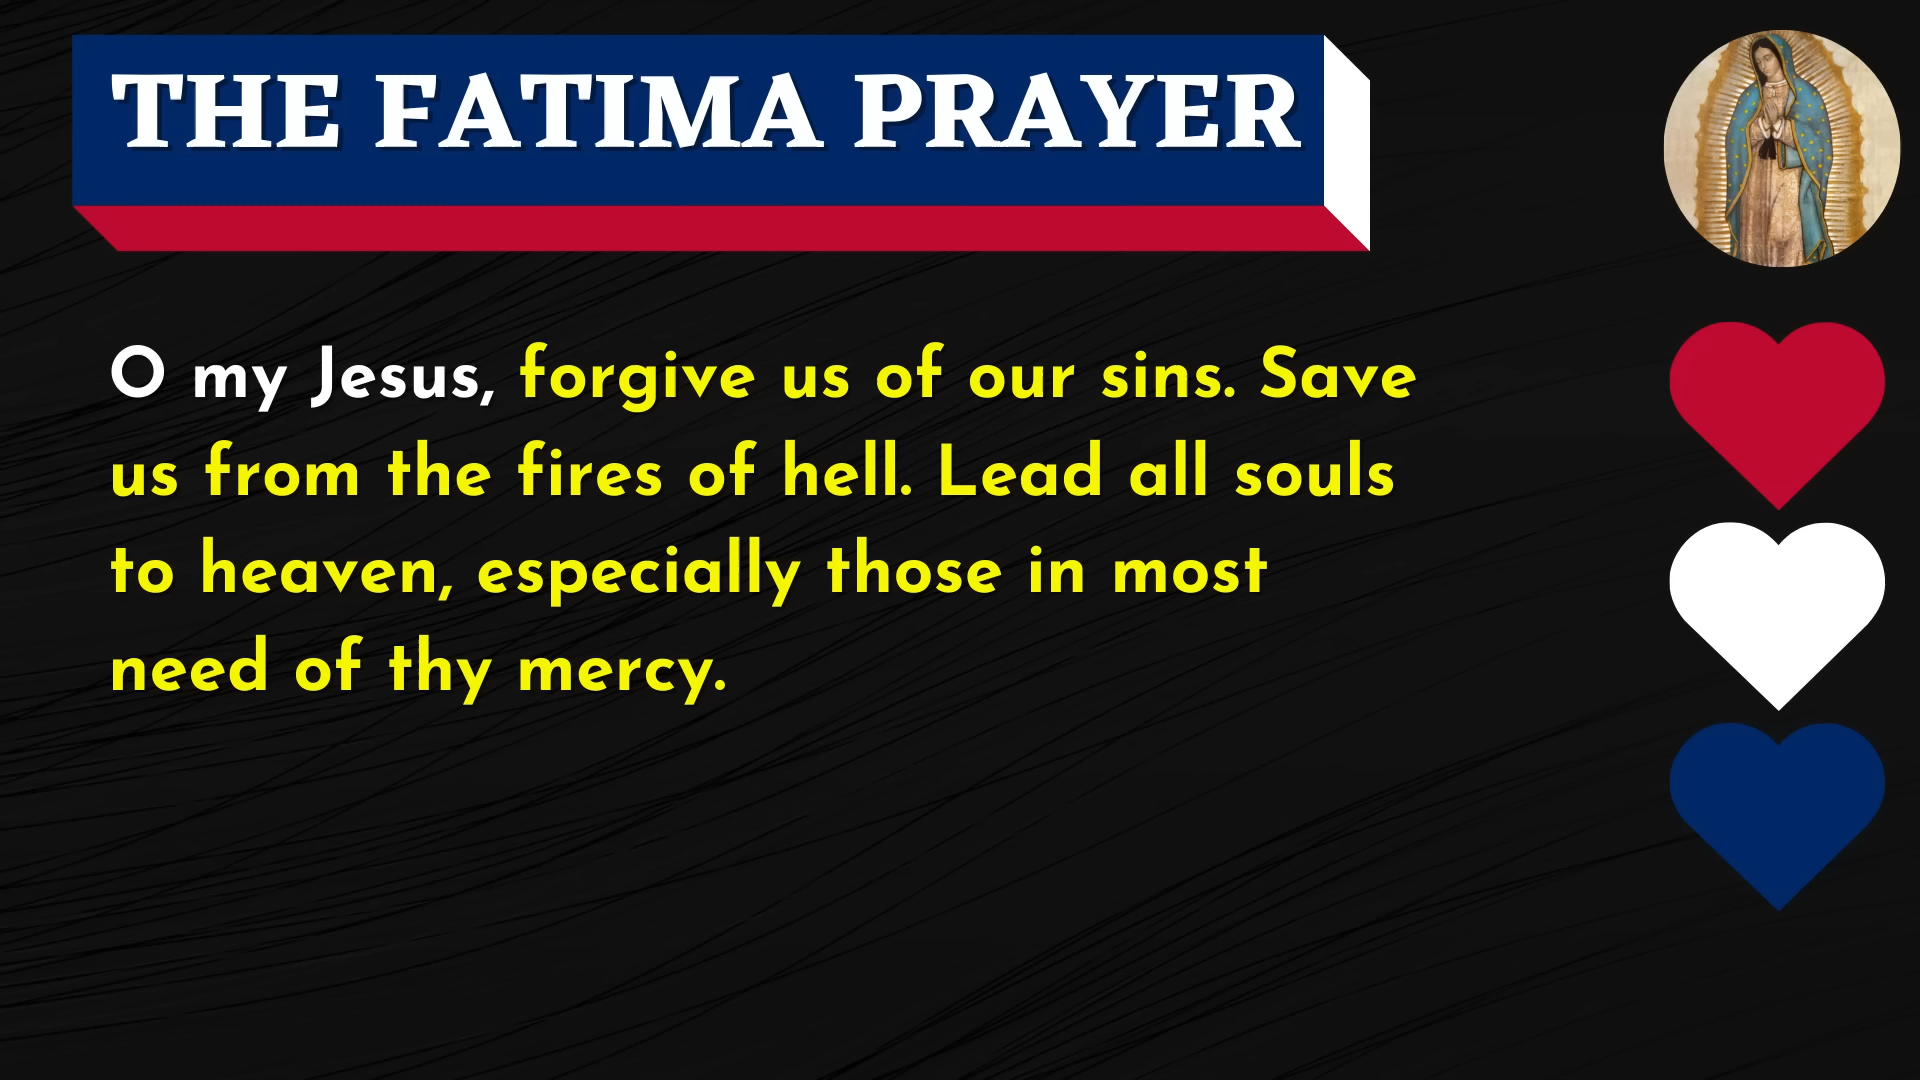 THE FATIMA PRAYER
O my Jesus, forgive us of our sins. Save
us from the fires of hell. Lead all souls
to heaven, especially those in most
need of thy mercy.